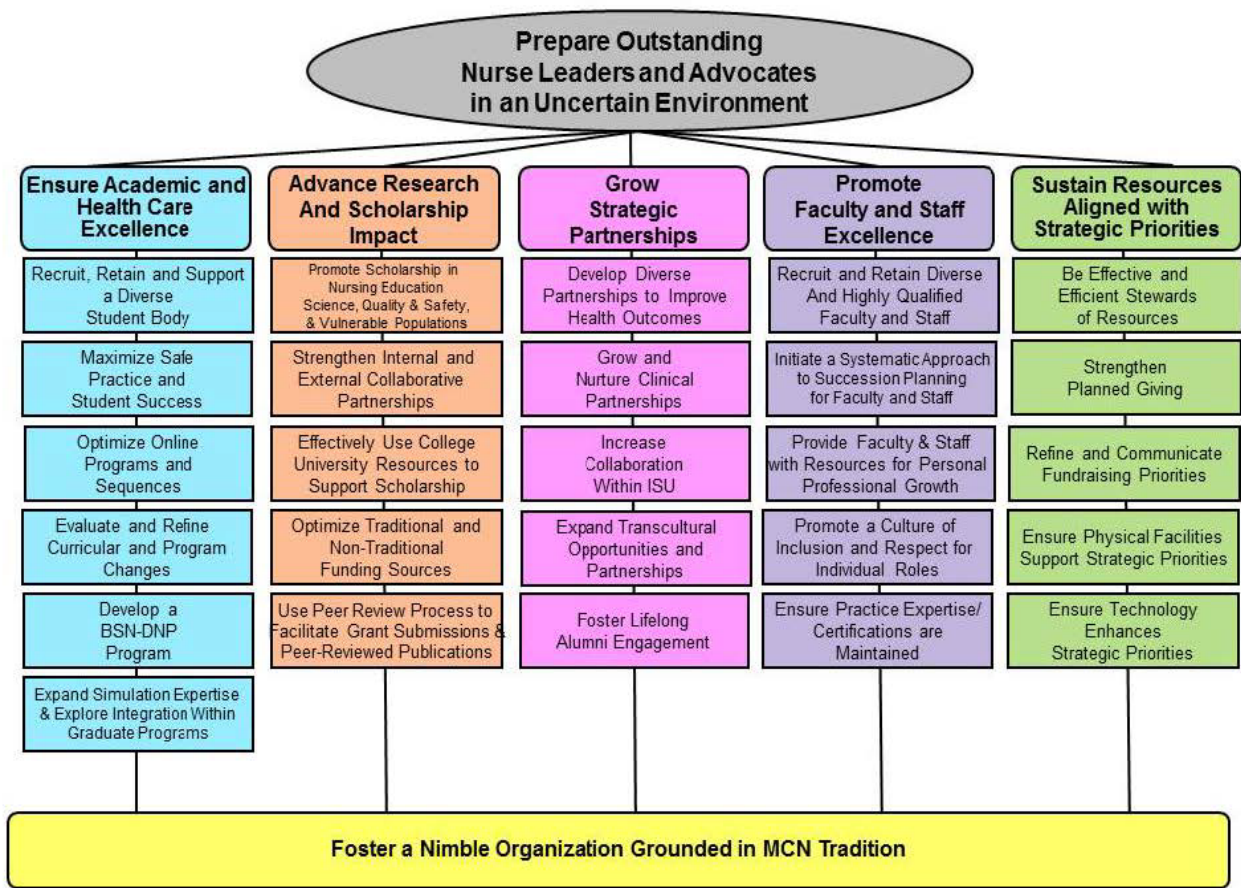 Prepare Outstanding
Nurse Leaders and Advocates
in an Uncertain Environment
Ensure Academic and
Health Care
Excellence
Recruit, Retain and Support
a Diverse
Student Body
Maximize Safe
Practice and
Student Success
Optimize Online
Programs and
Sequences
Evaluate and Refine
Curricular and Program
Changes
Develop a
BSN-DNP
Program
Expand Simulation Expertise
& Explore Integration Within
Graduate Programs
Advance Research
And Scholarship
Impact
Promote Scholarship in
Nursing Education
Science, Quality & Safety,
& Vulnerable Populations
Strengthen Internal and
External Collaborative
Partnerships
Effectively Use College
University Resources to
Support Scholarship
Optimize Traditional and
Non-Traditional
Funding Sources
Use Peer Review Process to
Facilitate Grant Submissions &
Peer-Reviewed Publications
Grow
Strategic
Partnerships
Develop Diverse
Partnerships to Improve
Health Outcomes
Grow and
Nurture Clinical
Partnerships
Increase
Collaboration
Within ISU
Expand Transcultural
Opportunities and
Partnerships
Foster Lifelong
Alumni Engagement
Promote
Faculty and Staff
Excellence
Recruit and Retain Diverse
And Highly Qualified
Faculty and Staff
Initiate a Systematic Approach
to Succession Planning
for Faculty and Staff
Provide Faculty & Staff
with Resources for Personal
Professional Growth
Promote a Culture of
Inclusion and Respect for
Individual Roles
Ensure Practice Expertise/
Certifications are
Maintained
Sustain Resources
Aligned with
Strategic Priorities
Be Effective and
Efficient Stewards
of Resources
Strengthen
Planned Giving
Refine and Communicate
Fundraising Priorities
Ensure Physical Facilities
Support Strategic Priorities
Ensure Technology
Enhances
Strategic Priorities
Foster a Nimble Organization Grounded in MCN Tradition